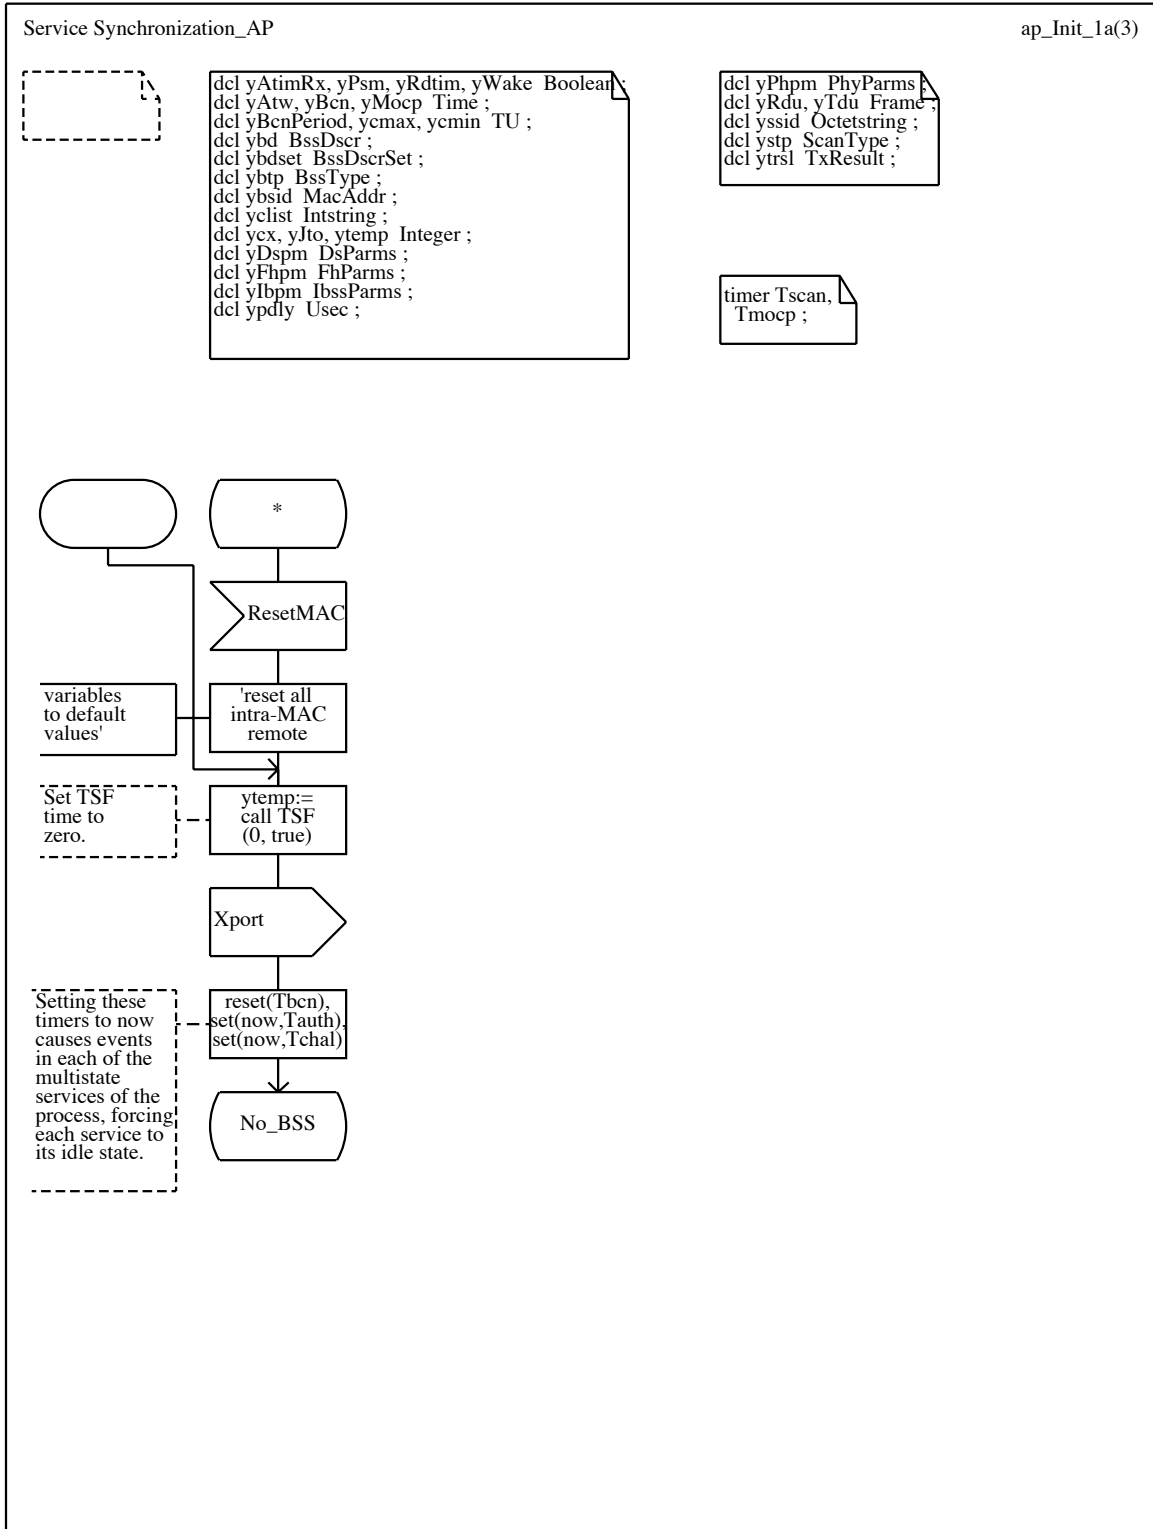 Service Synchronization_AP
ap_Init_1a(3)
dcl yAtimRx, yPsm, yRdtim, yWake  Boolean ;
dcl yAtw, yBcn, yMocp  Time ;
dcl yBcnPeriod, ycmax, ycmin  TU ;
dcl ybd  BssDscr ;
dcl ybdset  BssDscrSet ;
dcl ybtp  BssType ;
dcl ybsid  MacAddr ;
dcl yclist  Intstring ;
dcl ycx, yJto, ytemp  Integer ;
dcl yDspm  DsParms ;
dcl yFhpm  FhParms ;
dcl yIbpm  IbssParms ;
dcl ypdly  Usec ;
dcl yPhpm  PhyParms ;
dcl yRdu, yTdu  Frame ;
dcl yssid  Octetstring ;
dcl ystp  ScanType ;
dcl ytrsl  TxResult ;
timer Tscan,
Tmocp ;
*
ResetMAC
'reset all
intra-MAC
remote
variables
to default
values'
ytemp:=
call TSF
(0, true)
Set TSF
time to
zero.
Xport
reset(Tbcn),
set(now,Tauth),
set(now,Tchal)
Setting these
timers to now
causes events
in each of the
multistate
services of the
process, forcing
each service to
its idle state.
No_BSS